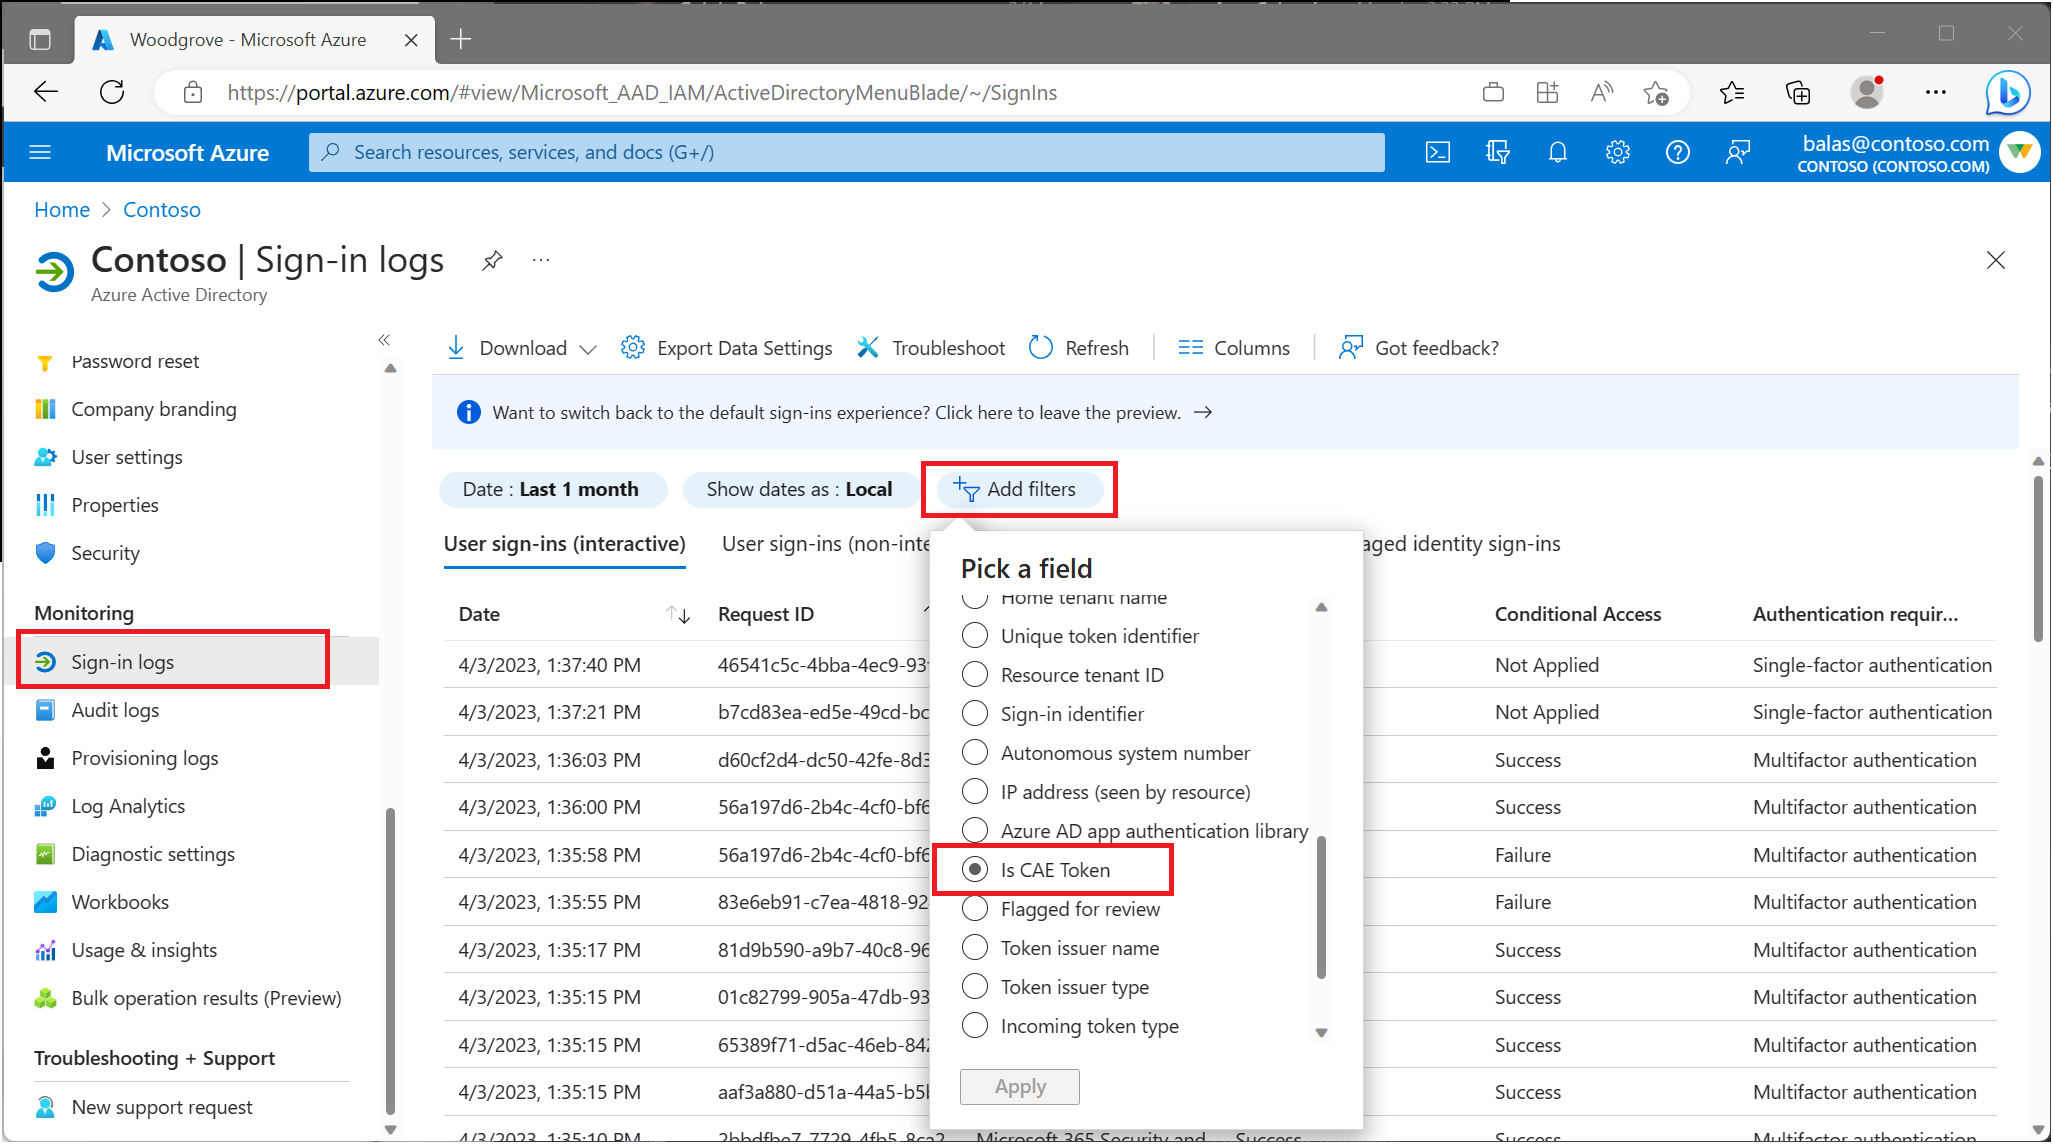 Woodgrove - Microsoft Azure
https://portal.azure.com/#view/Microsoft_AAD_IAM/ActiveDirectoryMenuBlade/~/SignIns
Microsoft Azure
Search resources, services, and docs (G+/)
balas@contoso.com
CONTOSO (CONTOSO.COM)
Home > Contoso
Contoso | Sign-in logs
Azure Active Directory
Password reset
Company branding
User settings
Properties
Security
Monitoring
Sign-in logs
Audit logs
Provisioning logs
Log Analytics
Diagnostic settings
Workbooks
Usage & insights
Bulk operation results (Preview)
Troubleshooting + Support
New support request
Download
Export Data Settings
Troubleshoot
Refresh
Columns
Got feedback?
Want to switch back to the default sign-ins experience? Click here to leave the preview. →
Date : Last 1 month
Show dates as : Local
Add filters
User sign-ins (interactive)
User sign-ins (non-inte
aged identity sign-ins
Date Request ID Conditional Access Authentication requir...
4/3/2023, 1:37:40 PM 46541c5c-4bba-4ec9-93 Not Applied Single-factor authentication
4/3/2023, 1:37:21 PM b7cd83ea-ed5e-49cd-bc Not Applied Single-factor authentication
4/3/2023, 1:36:03 PM d60cf2d4-dc50-42fe-8d3 Success Multifactor authentication
4/3/2023, 1:36:00 PM 56a197d6-2b4c-4cf0-bf6 Success Multifactor authentication
4/3/2023, 1:35:58 PM 56a197d6-2b4c-4cf0-bf6 Failure Multifactor authentication
4/3/2023, 1:35:55 PM 83e6eb91-c7ea-4818-92 Failure Multifactor authentication
4/3/2023, 1:35:17 PM 81d9b590-a9b7-40c8-96 Success Multifactor authentication
4/3/2023, 1:35:15 PM 01c82799-905a-47db-93 Success Multifactor authentication
4/3/2023, 1:35:15 PM 65389f71-d5ac-46eb-842 Success Multifactor authentication
4/3/2023, 1:35:15 PM aaf3a880-d51a-44a5-b5b Success Multifactor authentication
4/3/2023, 1:35:10 PM 2bbdfbe7-7729-4fb5-8ca2 Microsoft 365 Security and Success Success Multifactor authentication
Pick a field
Home tenant name
Unique token identifier
Resource tenant ID
Sign-in identifier
Autonomous system number
IP address (seen by resource)
Azure AD app authentication library
Is CAE Token
Flagged for review
Token issuer name
Token issuer type
Incoming token type
Apply